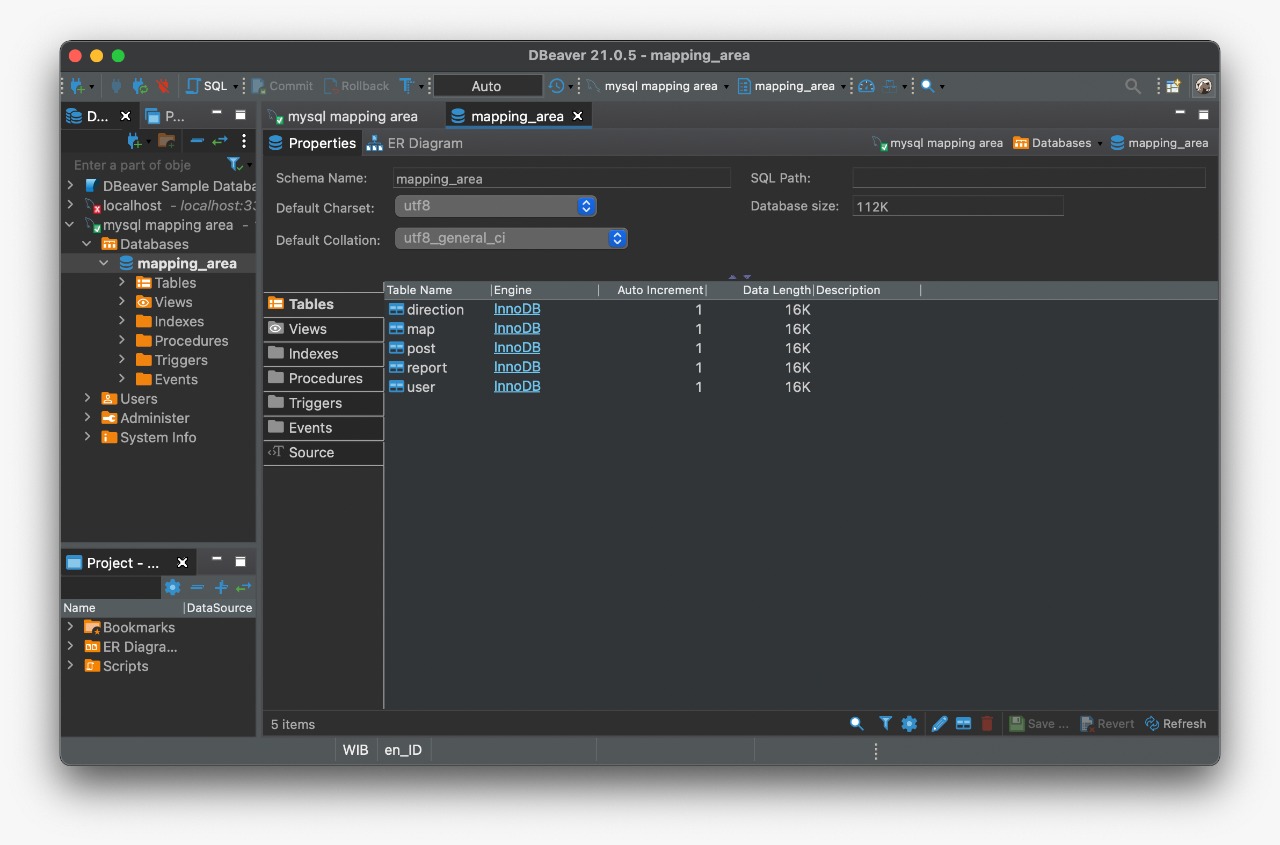 DBeaver 21.0.5 - mapping_area
SQL Commit Rollback Auto mysql mapping area mapping_area
D... P...
mysql mapping area mapping_area
Properties ER Diagram mysql mapping area Databases mapping_area
Enter a part of obje
DBeaver Sample Databa
localhost - localhost:33
mysql mapping area -
Databases
mapping_area
Tables
Views
Indexes
Procedures
Triggers
Events
Users
Administer
System Info
Schema Name: mapping_area SQL Path:
Default Charset: utf8 Database size: 112K
Default Collation: utf8_general_ci
Tables
Views
Indexes
Procedures
Triggers
Events
Source
Table Name Engine Auto Increment Data Length Description
direction InnoDB 1 16K
map InnoDB 1 16K
post InnoDB 1 16K
report InnoDB 1 16K
user InnoDB 1 16K
Project - ...
Name DataSource
Bookmarks
ER Diagra...
Scripts
5 items Save ... Revert Refresh
WIB en_ID